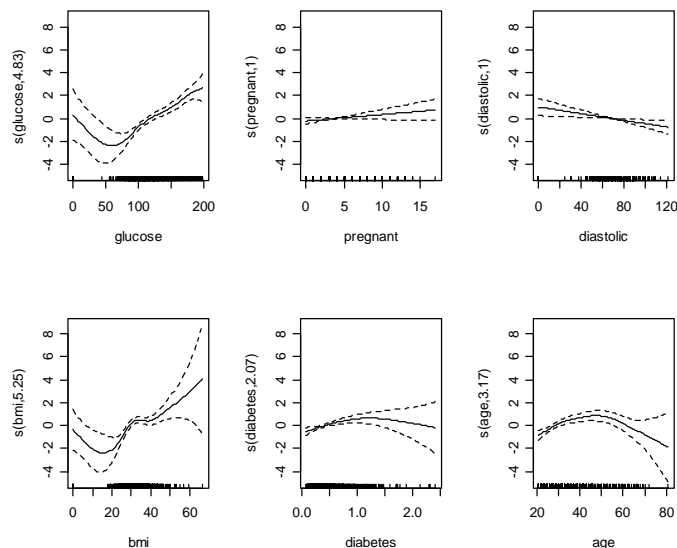 s(glucose,4.83)
8
6
4
2
0
-2
-4
0 50 100 200
glucose
s(pregnant,1)
8
6
4
2
0
-2
-4
0 5 10 15
pregnant
s(diastolic,1)
8
6
4
2
0
-2
-4
0 40 80 120
diastolic
s(bmi,5.25)
8
6
4
2
0
-2
-4
0 20 40 60
bmi
s(diabetes,2.07)
8
6
4
2
0
-2
-4
0.0 1.0 2.0
diabetes
s(age,3.17)
8
6
4
2
0
-2
-4
20 40 60 80
age